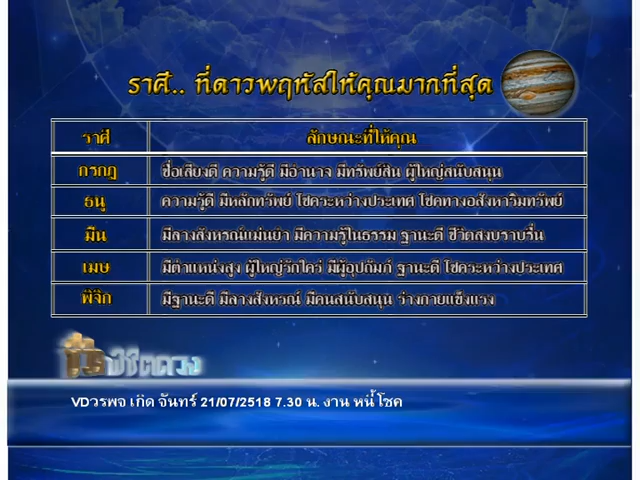 ราศี.. ที่ดาวพฤหัสให้คุณมากที่สุด
ราศี ลักษณะที่ให้คุณ
กรกฎ ชื่อเสียงดี ความรู้ดี มีอำนาจ มีทรัพย์สิน ผู้ใหญ่สนับสนุน
ธนู ความรู้ดี มีหลักทรัพย์ โชคระหว่างประเทศ โชคทางอสังหาริมทรัพย์
มีน มีลางสังหรณ์แม่นยำ มีความรู้ในธรรม ฐานะดี ชีวิตสงบราบรื่น
เมษ มีตำแหน่งสูง ผู้ใหญ่รักใคร่ มีผู้อุปถัมภ์ ฐานะดี โชคระหว่างประเทศ
พิจิก มีฐานะดี มีลางสังหรณ์ มีคนสนับสนุน ร่างกายแข็งแรง
พิชิตดวง
VDวรพจ เกิด จันทร์ 21/07/2518 7.30 น. งาน หนี้ โชค